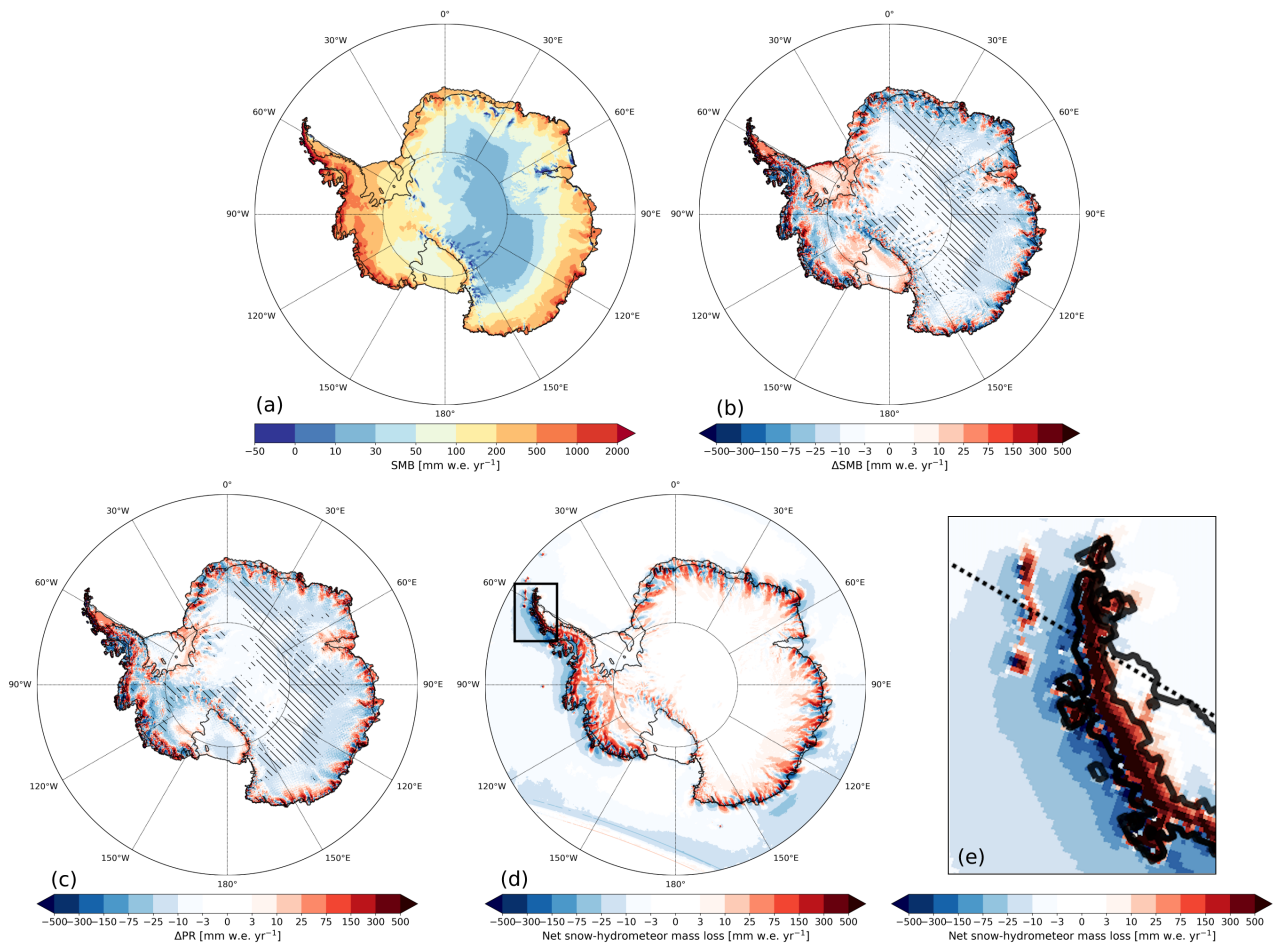 0°
30°W
30°E
60°W
60°E
90°W
90°E
120°W
120°E
150°W
150°E
180°
(a)
−50 0 10 30 50 100 200 500 1000 2000
SMB [mm w.e. yr−1]
0°
30°W
30°E
60°W
60°E
90°W
90°E
120°W
120°E
150°W
150°E
180°
(b)
−500−300−150 −75 −25 −10 −3 0 3 10 25 75 150 300 500
ΔSMB [mm w.e. yr−1]
0°
30°W
30°E
60°W
60°E
90°W
90°E
120°W
120°E
150°W
150°E
180°
(c)
−500−300−150 −75 −25 −10 −3 0 3 10 25 75 150 300 500
ΔPR [mm w.e. yr−1]
0°
30°W
30°E
60°W
60°E
90°W
90°E
120°W
120°E
150°W
150°E
180°
(d)
−500−300−150 −75 −25 −10 −3 0 3 10 25 75 150 300 500
Net snow-hydrometeor mass loss [mm w.e. yr−1]
(e)
−500−300−150 −75 −25 −10 −3 0 3 10 25 75 150 300 500
Net snow-hydrometeor mass loss [mm w.e. yr−1]